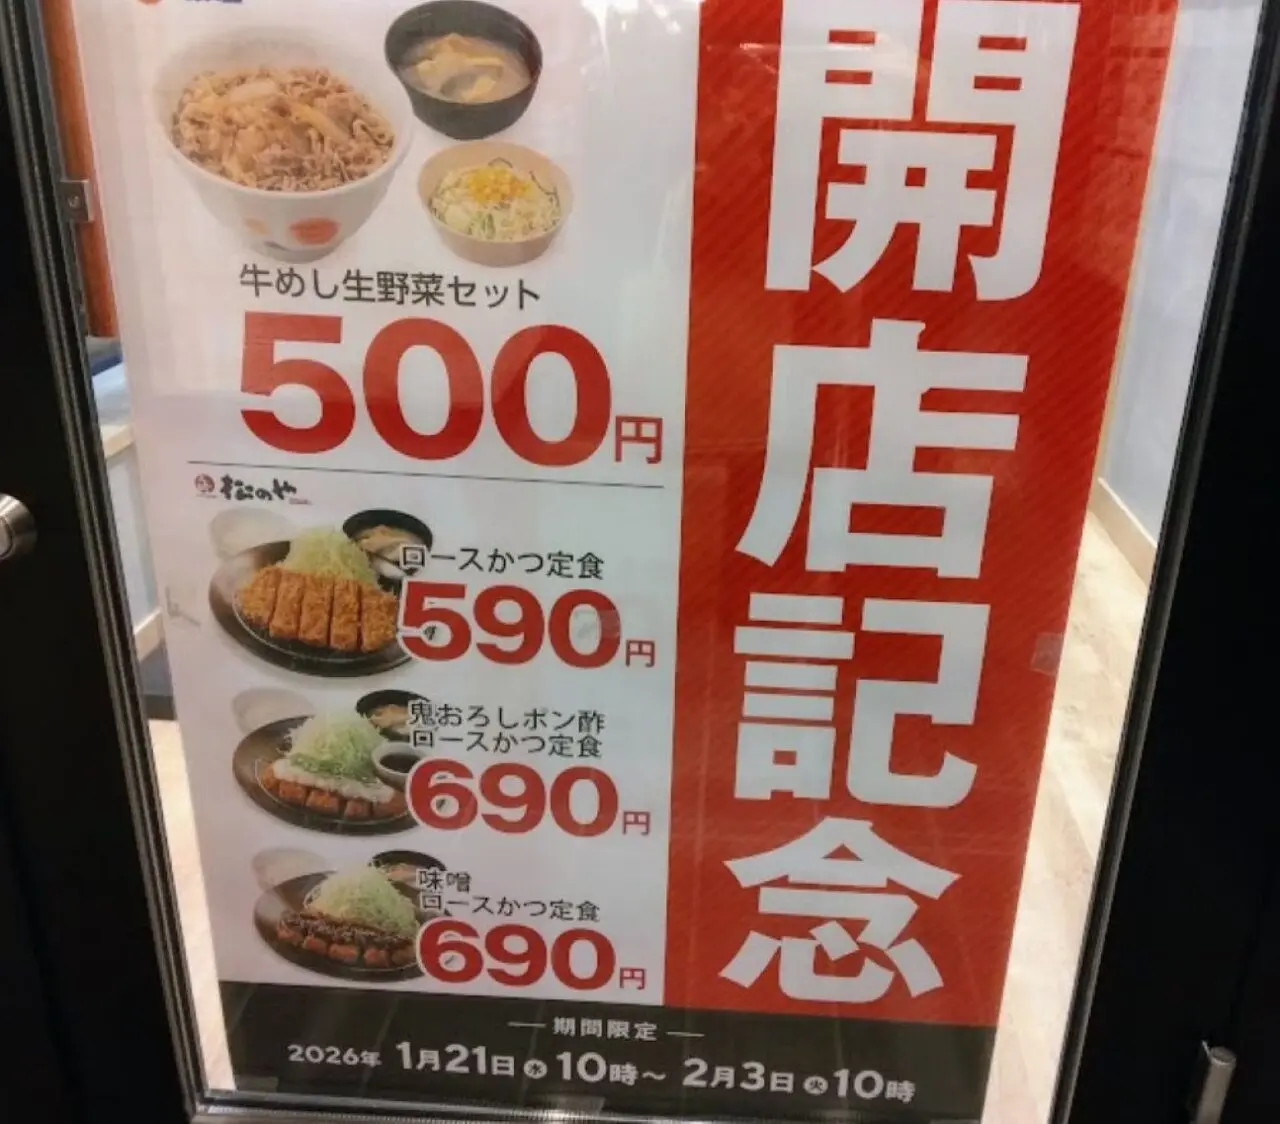 開店記念
牛めし生野菜セット
500円
松のや
ロースかつ定食
590円
鬼おろしポン酢
ロースかつ定食
690円
味噌
ロースかつ定食
690円
期間限定
2026年 1月21日水10時～2月3日火10時